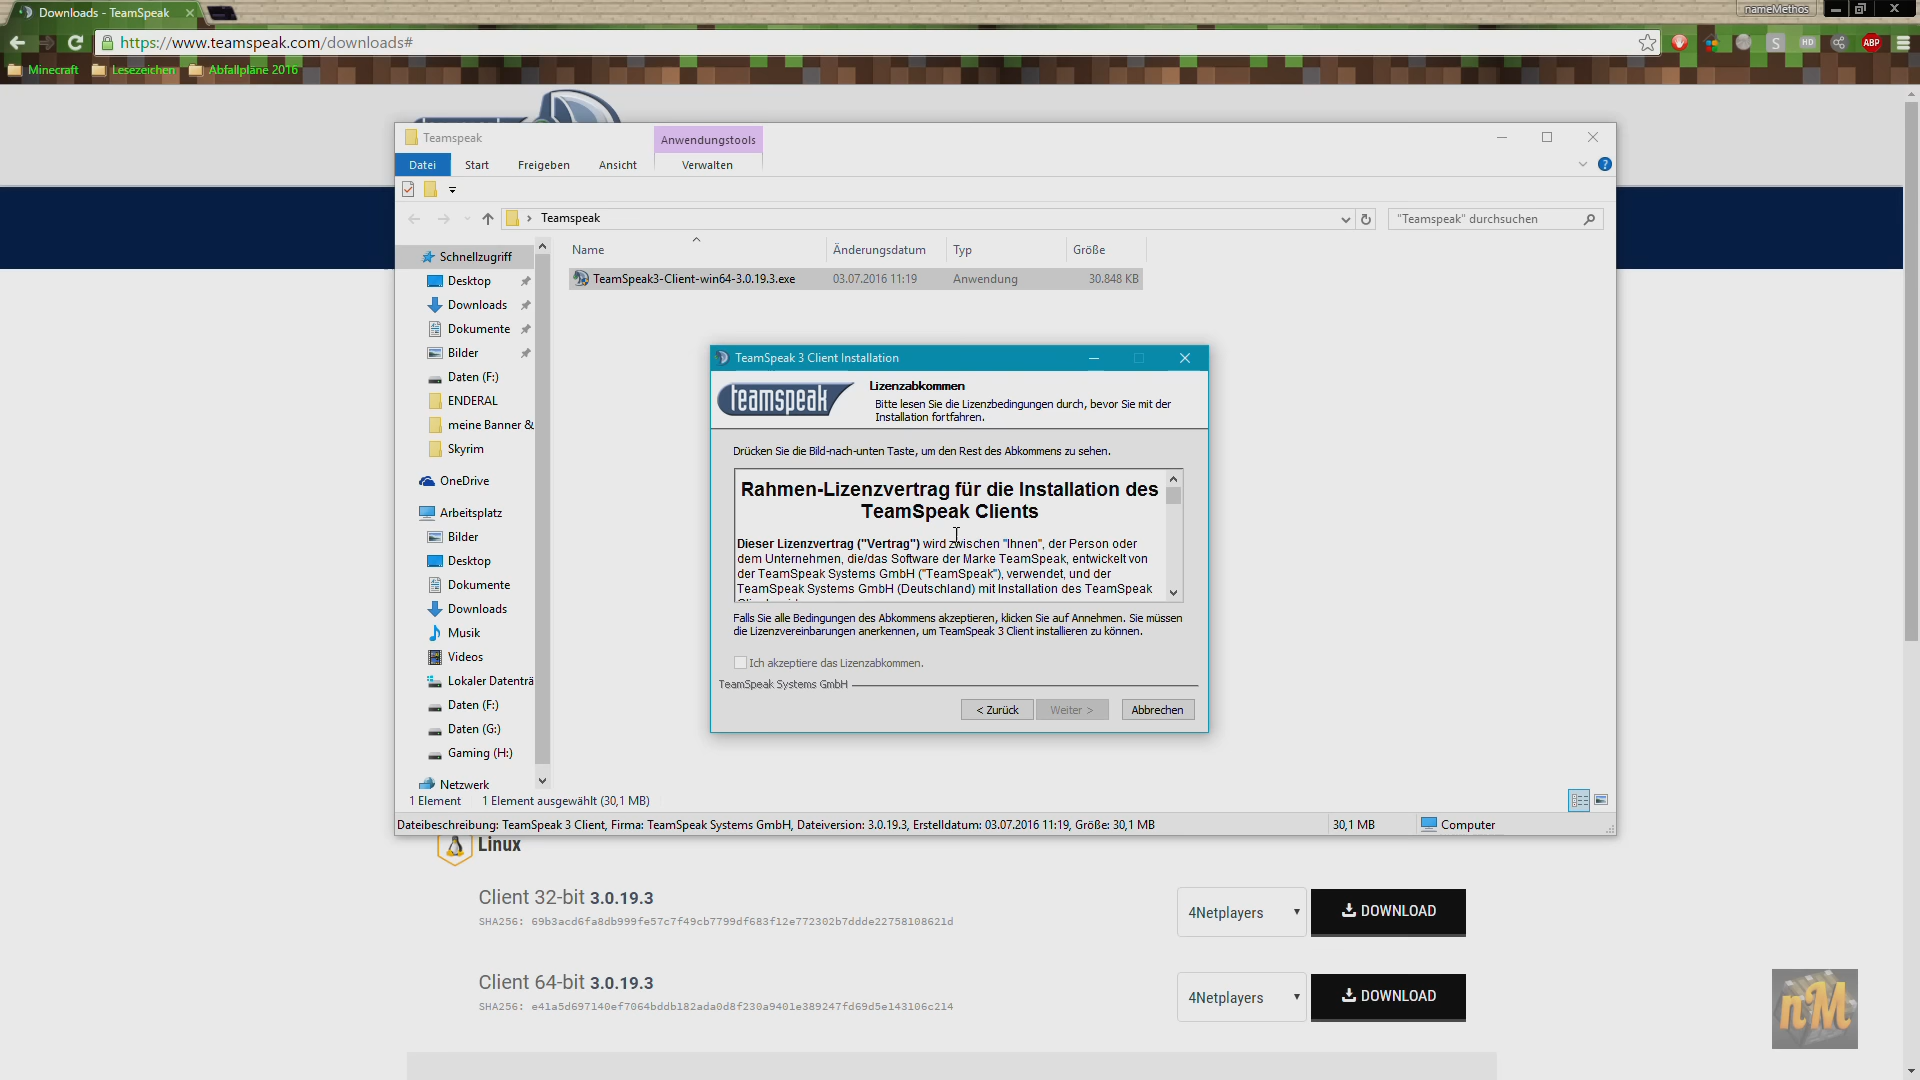 Downloads - TeamSpeak
nameMethos
https://www.teamspeak.com/downloads#
S
HD
ABP
Minecraft
Lesezeichen
Abfallpläne 2016
Teamspeak
Anwendungstools
Datei
Start
Freigeben
Ansicht
Verwalten
Teamspeak
"Teamspeak" durchsuchen
Name
Änderungsdatum
Typ
Größe
TeamSpeak3-Client-win64-3.0.19.3.exe
03.07.2016 11:19
Anwendung
30.848 KB
Schnellzugriff
Desktop
Downloads
Dokumente
Bilder
Daten (F:)
ENDERAL
meine Banner &
Skyrim
OneDrive
Arbeitsplatz
Bilder
Desktop
Dokumente
Downloads
Musik
Videos
Lokaler Datenträ
Daten (F:)
Daten (G:)
Gaming (H:)
Netzwerk
TeamSpeak 3 Client Installation
teamspeak
Lizenzabkommen
Bitte lesen Sie die Lizenzbedingungen durch, bevor Sie mit der
Installation fortfahren.
Drücken Sie die Bild-nach-unten Taste, um den Rest des Abkommens zu sehen.
Rahmen-Lizenzvertrag für die Installation des
TeamSpeak Clients
Dieser Lizenzvertrag ("Vertrag") wird zwischen "Ihnen", der Person oder
dem Unternehmen, die/das Software der Marke TeamSpeak, entwickelt von
der TeamSpeak Systems GmbH ("TeamSpeak"), verwendet, und der
TeamSpeak Systems GmbH (Deutschland) mit Installation des TeamSpeak
Falls Sie alle Bedingungen des Abkommens akzeptieren, klicken Sie auf Annehmen. Sie müssen
die Lizenzvereinbarungen anerkennen, um TeamSpeak 3 Client installieren zu können.
Ich akzeptiere das Lizenzabkommen.
TeamSpeak Systems GmbH
< Zurück
Weiter >
Abbrechen
1 Element
1 Element ausgewählt (30,1 MB)
Dateibeschreibung: TeamSpeak 3 Client, Firma: TeamSpeak Systems GmbH, Dateiversion: 3.0.19.3, Erstelldatum: 03.07.2016 11:19, Größe: 30,1 MB
30,1 MB
Computer
Linux
Client 32-bit 3.0.19.3
SHA256: 69b3acd6fa8db999fe57c7f49cb7799df683f12e772302b7ddde22758108621d
4Netplayers
DOWNLOAD
Client 64-bit 3.0.19.3
SHA256: e41a5d697140ef7064bddb182ada0d8f230a9401e389247fd69d5e143106c214
4Netplayers
DOWNLOAD
nM